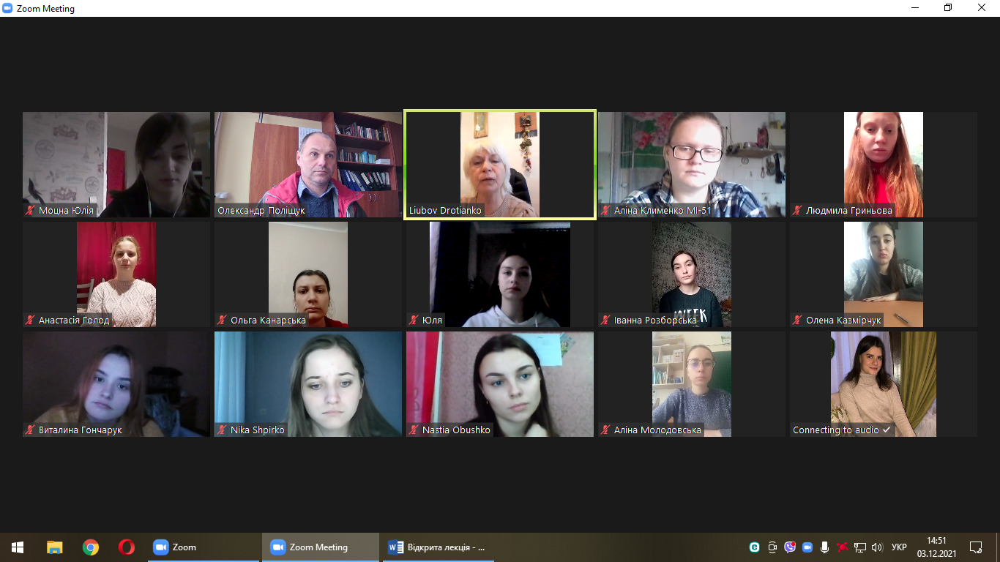 Zoom Meeting
Моцна Юлія
Олександр Поліщук
Liubov Drotianko
Аліна Клименко МІ-51
Людмила Гриньова
Анастасія Голод
Ольга Канарська
Юля
Іванна Розборська
WEEK
Олена Казмірчук
Виталина Гончарук
Nika Shpirko
Nastia Obushko
Аліна Молодовська
Connecting to audio
Zoom
Zoom Meeting
Відкрита лекція - ...
УКР
14:51
03.12.2021